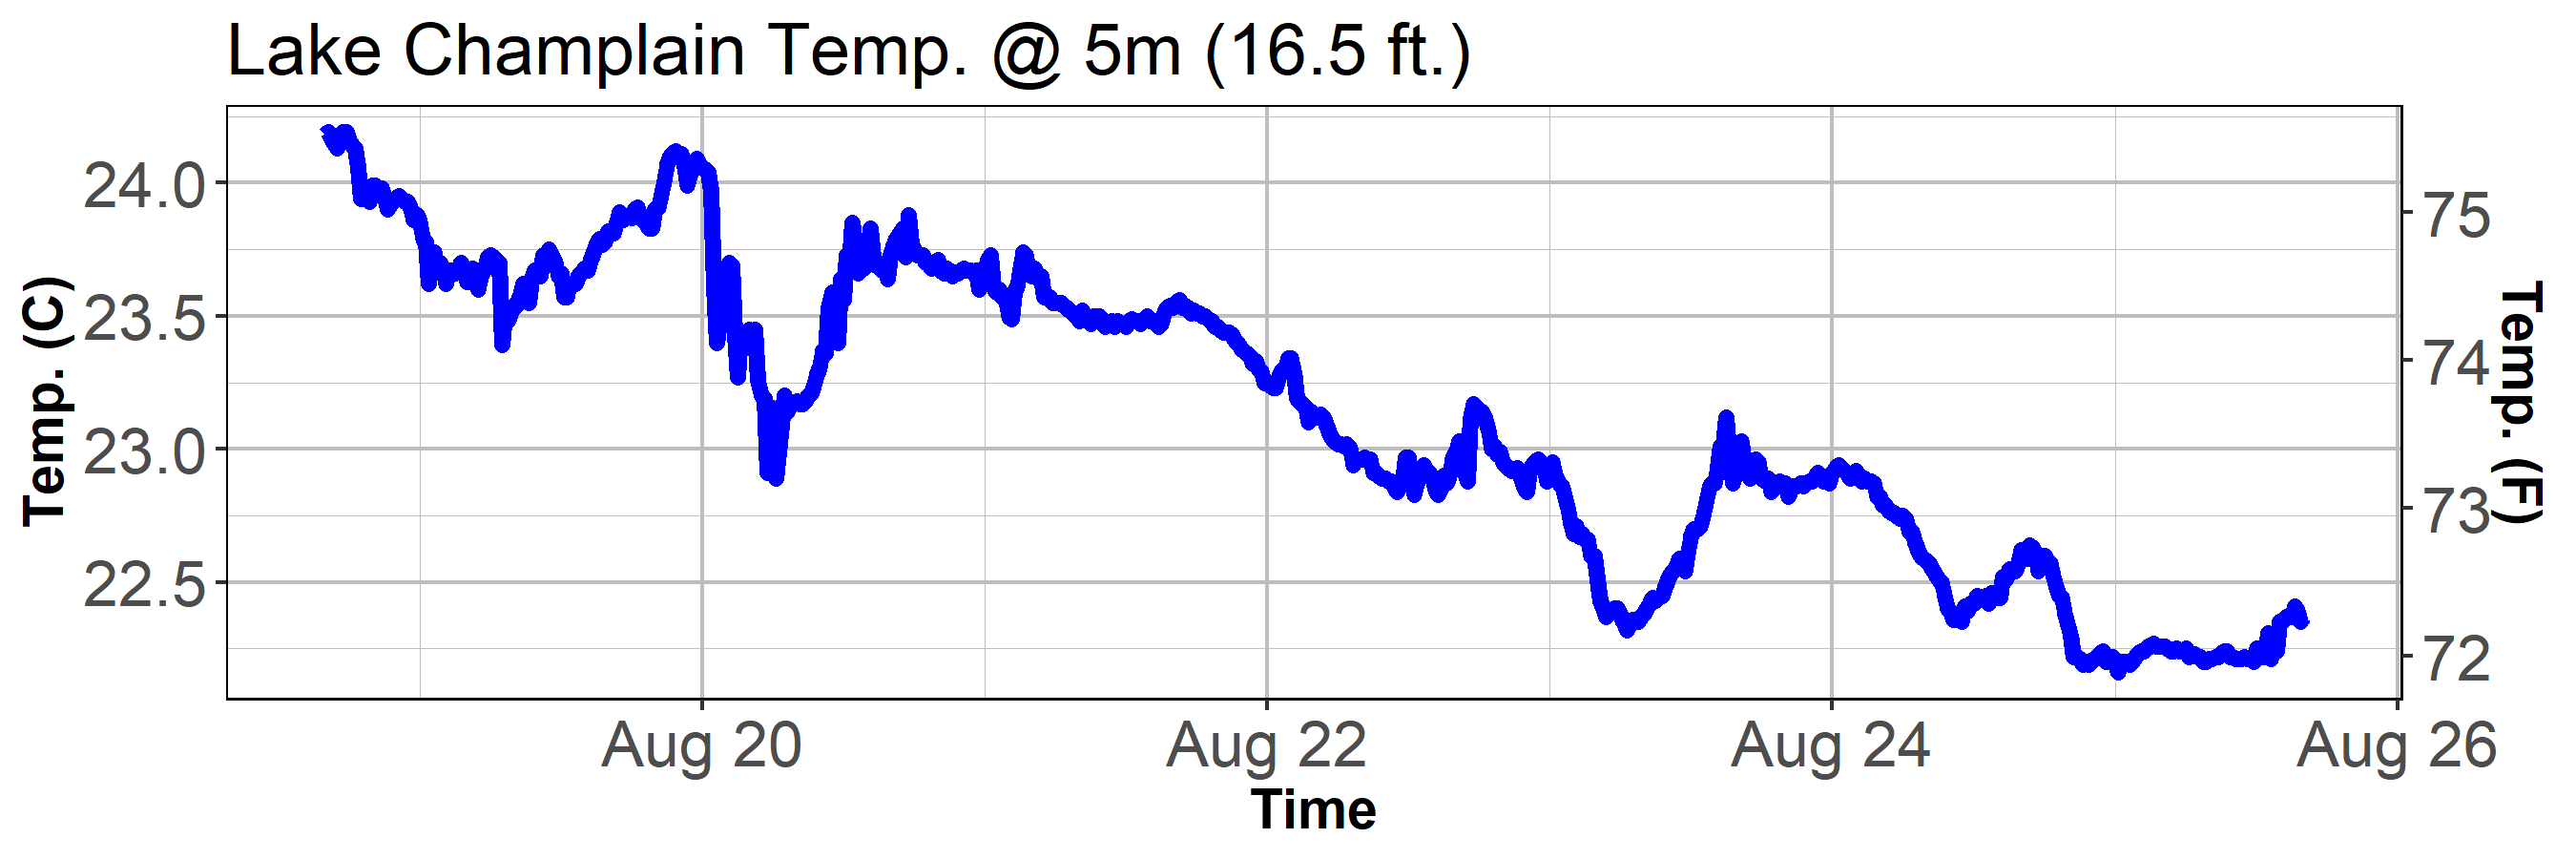 Lake Champlain Temp. @ 5m (16.5 ft.)
Temp. (C)
24.0
23.5
23.0
22.5
75
74
73
72
Temp. (F)
Aug 20 Aug 22 Aug 24 Aug 26
Time